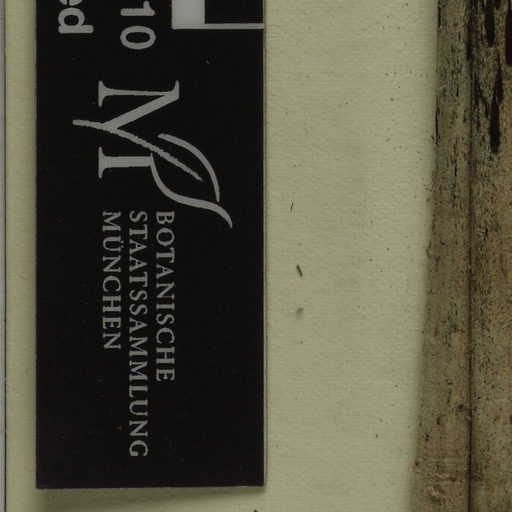 10
ed
M
BOTANISCHE
STAATSSAMMLUNG
MÜNCHEN